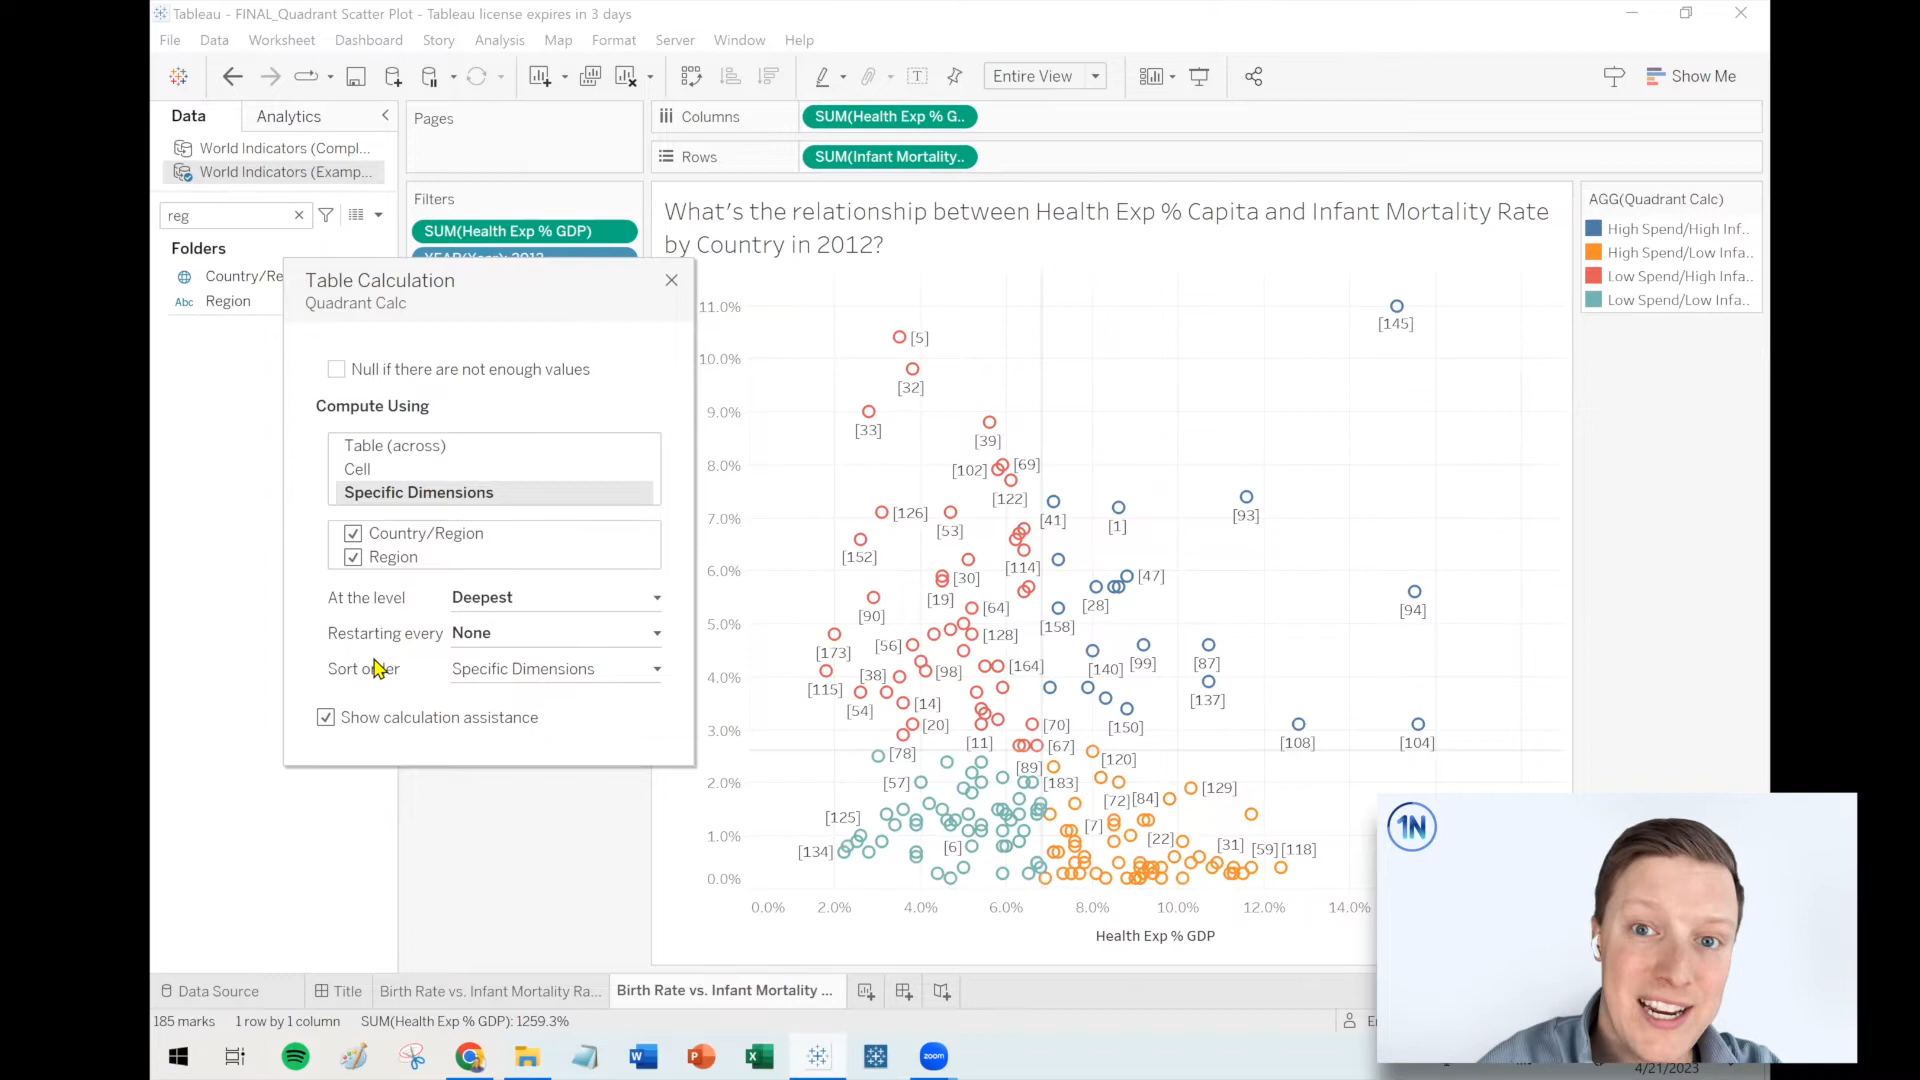 Tableau - FINAL_Quadrant Scatter Plot - Tableau license expires in 3 days
File Data Worksheet Dashboard Story Analysis Map Format Server Window Help
Entire View
Show Me
Data
Analytics
Pages
Columns
SUM(Health Exp % G..
World Indicators (Compl...
World Indicators (Examp...
Rows
SUM(Infant Mortality..
reg
Filters
SUM(Health Exp % GDP)
YEAR(Year): 2012
Folders
Country/Re
Abc Region
What's the relationship between Health Exp % Capita and Infant Mortality Rate
by Country in 2012?
AGG(Quadrant Calc)
High Spend/High Inf..
High Spend/Low Infa..
Low Spend/High Infa..
Low Spend/Low Infa..
Table Calculation
Quadrant Calc
Null if there are not enough values
Compute Using
Table (across)
Cell
Specific Dimensions
Country/Region
Region
At the level Deepest
Restarting every None
Sort order Specific Dimensions
Show calculation assistance
11.0%
10.0%
9.0%
8.0%
7.0%
6.0%
5.0%
4.0%
3.0%
2.0%
1.0%
0.0%
[145]
[5]
[32]
[33]
[39]
[102] [69]
[122]
[126] [53] [41] [1] [93]
[152]
[114]
[30] [47]
[19] [28]
[90] [64] [158] [94]
[173] [56] [128]
[115] [38] [98] [164] [140] [99] [87]
[54] [14] [150] [137]
[20] [70]
[78] [11] [67] [108] [104]
[89] [120]
[57] [183] [129]
[125] [72] [84]
[7]
[134] [6] [22] [31] [59] [118]
0.0% 2.0% 4.0% 6.0% 8.0% 10.0% 12.0% 14.0%
Health Exp % GDP
1N
Data Source
Title
Birth Rate vs. Infant Mortality Ra...
Birth Rate vs. Infant Mortality ...
185 marks 1 row by 1 column SUM(Health Exp % GDP): 1259.3%
zoom
4/21/2023